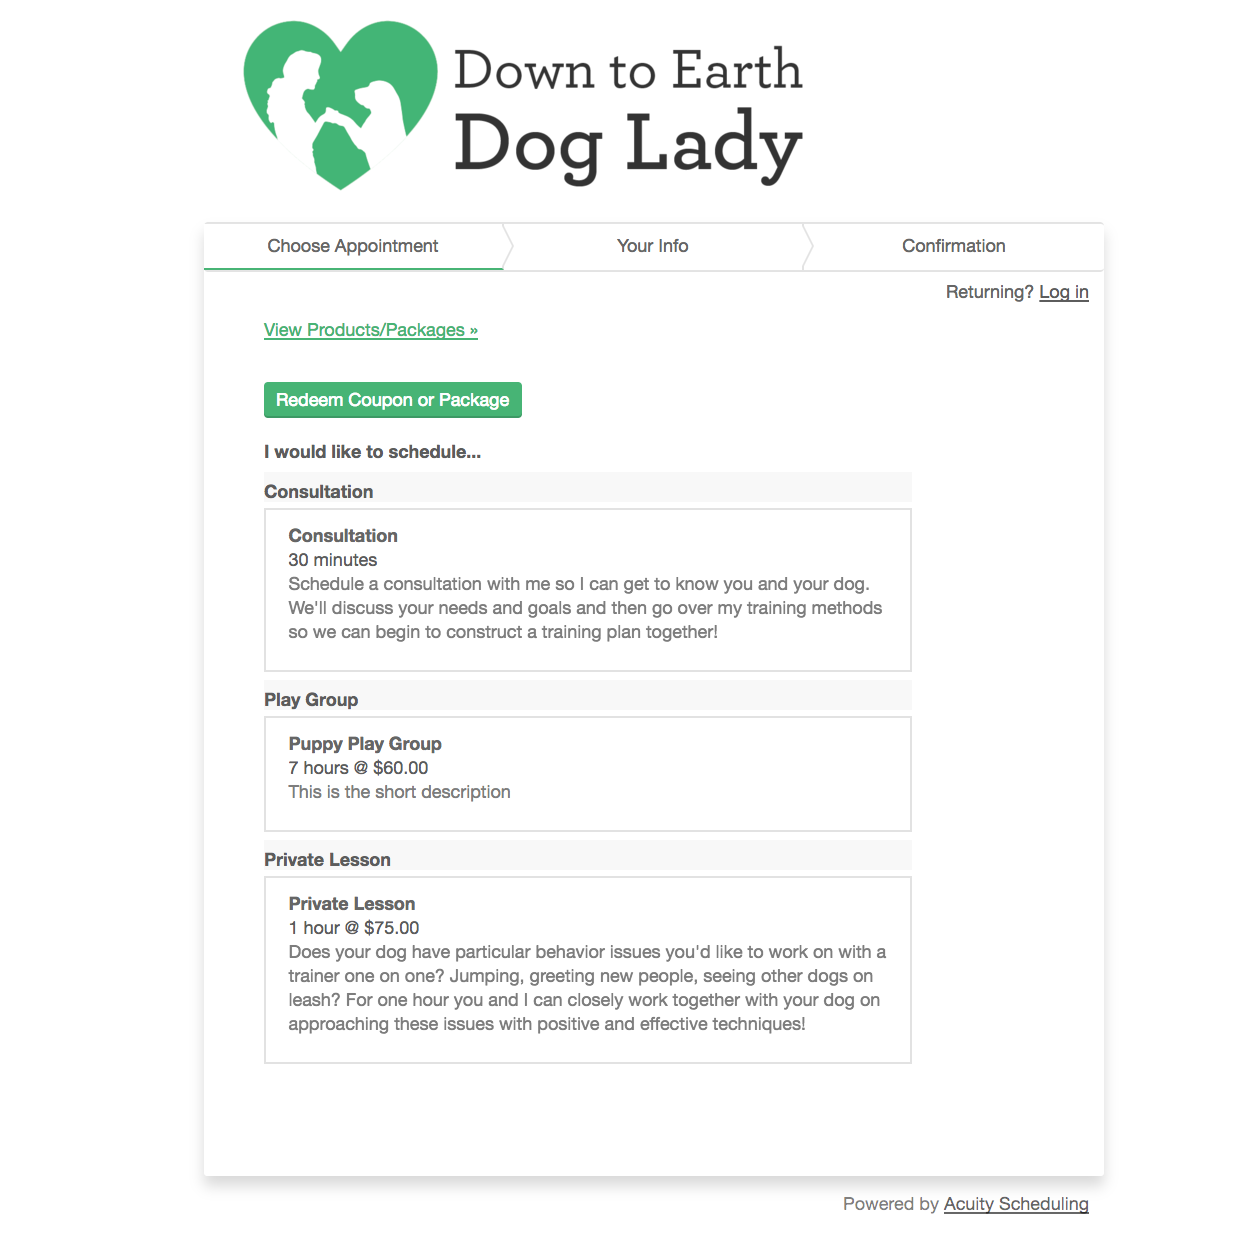 Down to Earth
Dog Lady
Choose Appointment
Your Info
Confirmation
Returning? Log in
View Products/Packages »
Redeem Coupon or Package
I would like to schedule...
Consultation
Consultation
30 minutes
Schedule a consultation with me so I can get to know you and your dog.
We'll discuss your needs and goals and then go over my training methods
so we can begin to construct a training plan together!
Play Group
Puppy Play Group
7 hours @ $60.00
This is the short description
Private Lesson
Private Lesson
1 hour @ $75.00
Does your dog have particular behavior issues you'd like to work on with a
trainer one on one? Jumping, greeting new people, seeing other dogs on
leash? For one hour you and I can closely work together with your dog on
approaching these issues with positive and effective techniques!
Powered by Acuity Scheduling